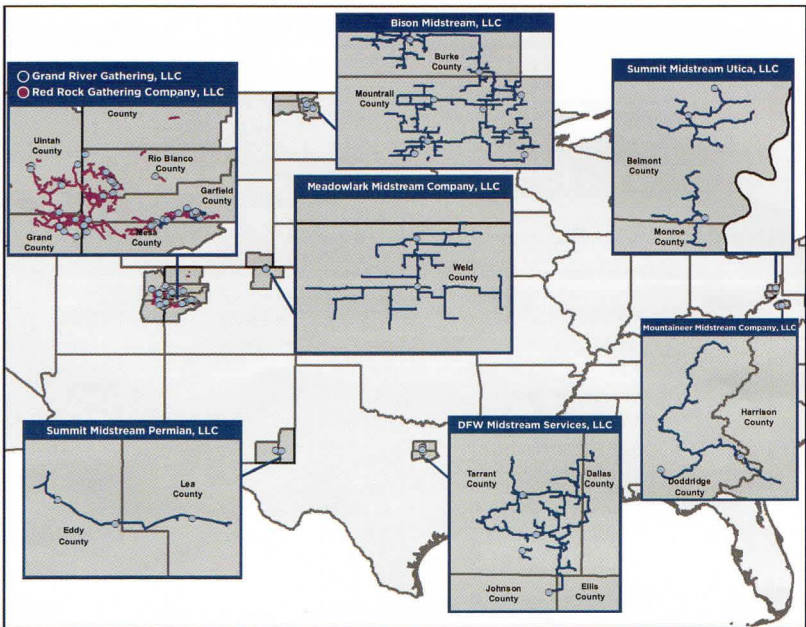 Grand River Gathering, LLC
Red Rock Gathering Company, LLC
County
Uintah
County
Rio Blanco
County
Garfield
County
Grand
County
Mesa
County
Bison Midstream, LLC
Burke
County
Mountrail
County
Summit Midstream Utica, LLC
Belmont
County
Monroe
County
Meadowlark Midstream Company, LLC
Weld
County
Mountaineer Midstream Company, LLC
Harrison
County
Doddridge
County
Summit Midstream Permian, LLC
Lea
County
Eddy
County
DFW Midstream Services, LLC
Tarrant
County
Dallas
County
Johnson
County
Ellis
County